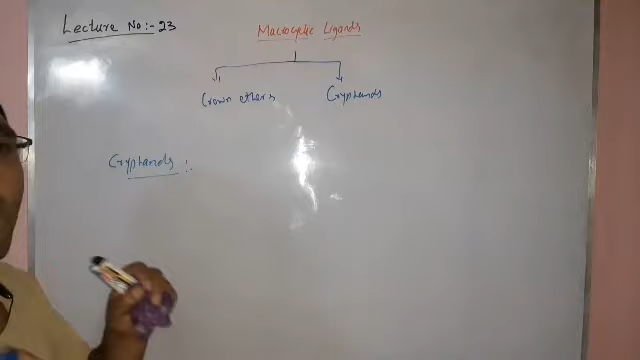 Lecture No:- 23
Macrocyclic Ligands
Crown ethers
Cryptands
Cryptands :-